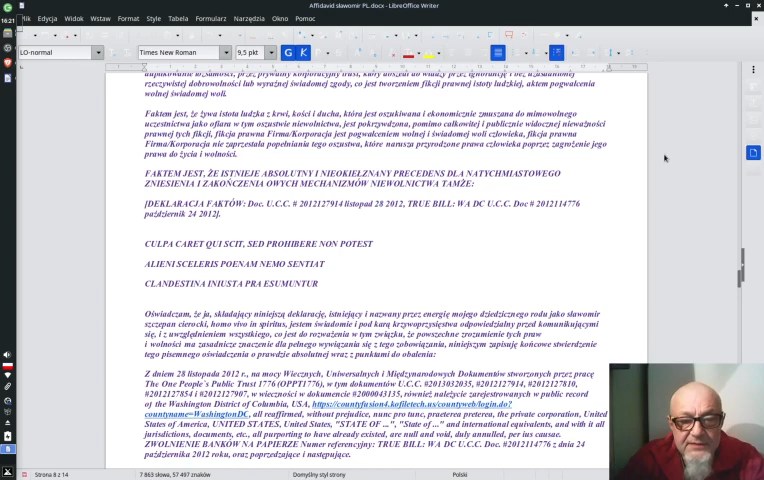 Affidavid sławomir PL.docx - LibreOffice Writer
16:21
Plik Edycja Widok Wstaw Format Style Tabela Formularz Narzędzia Okno Pomoc
LO-normal Times New Roman 9,5 pkt G K
rzeczywistej dobrowolności lub wyraźnej świadomej zgody, co jest tworzeniem fikcji prawnej istoty ludzkiej, aktem pogwałcenia
wolnej świadomej woli.
Faktem jest, że żywa istota ludzka z krwi, kości i ducha, która jest oszukiwana i ekonomicznie zmuszana do mimowolnego
uczestnictwa jako ofiara w tym oszustwie niewolnictwa, jest pokrzywdzona, pomimo całkowitej i publicznie widocznej nieważności
prawnej tych fikcji, fikcja prawna Firma/Korporacja jest pogwałceniem wolnej i świadomej woli człowieka, fikcja prawna
Firma/Korporacja nie zaprzestała popełniania tego oszustwa, które narusza przyrodzone prawa człowieka poprzez zagrożenie jego
prawa do życia i wolności.
FAKTEM JEST, ŻE ISTNIEJE ABSOLUTNY I NIEOKIEŁZNANY PRECEDENS DLA NATYCHMIASTOWEGO
ZNIESIENIA I ZAKOŃCZENIA OWYCH MECHANIZMÓW NIEWOLNICTWA TAMŻE:
[DEKLARACJA FAKTÓW: Doc. U.C.C. # 2012127914 listopad 28 2012, TRUE BILL: WA DC U.C.C. Doc # 2012114776
październik 24 2012].
CULPA CARET QUI SCIT, SED PROHIBERE NON POTEST
ALIENI SCELERIS POENAM NEMO SENTIAT
CLANDESTINA INIUSTA PRA ESUMUNTUR
Oświadczam, że ja, składający niniejszą deklarację, istniejący i nazwany przez energię mojego dziedzicznego rodu jako sławomir
szczepan cierocki, homo vivo in spiritus, jestem świadomie i pod karą krzywoprzysięstwa odpowiedzialny przed komunikującymi
się, i z uwzględnieniem wszystkiego, co jest do rozważenia w tym związku, że powszechne zrozumienie tych praw
i wolności ma zasadnicze znaczenie dla pełnego wywiązania się z tego zobowiązania, niniejszym zapisuję końcowe stwierdzenie
tego pisemnego oświadczenia o prawdzie absolutnej wraz z punktami do obalenia:
Z dniem 28 listopada 2012 r., na mocy Wiecznych, Uniwersalnych i Międzynarodowych Dokumentów stworzonych przez pracę
The One People`s Public Trust 1776 (OPPT1776), w tym dokumentów U.C.C. #2013032035, #2012127914, #2012127810,
#2012127854 i #2012127907, w wieczności w dokumencie #2000043135, również należycie zarejestrowanych w public record
of the Washington District of Columbia, USA, https://countyfusion4.kofiletech.us/countyweb/login.do?
countyname=WashingtonDC, all reaffirmed, without prejudice, nunc pro tunc, praeterea preterea, the private corporation, United
States of America, UNITED STATES, United States, "STATE OF ...", "State of ..." and international equivalents, and with it all
jurisdictions, documents, etc., all purporting to have already existed, are null and void, duly annulled, per ius causae.
ZWOLNIENIE BANKÓW NA PAPIERZE Numer referencyjny: TRUE BILL: WA DC U.C.C. Doc. #2012114776 z dnia 24
października 2012 roku, oraz poprzedzające i następujące.
Strona 8 z 14 7 863 słowa, 57 497 znaków Domyślny styl strony Polski